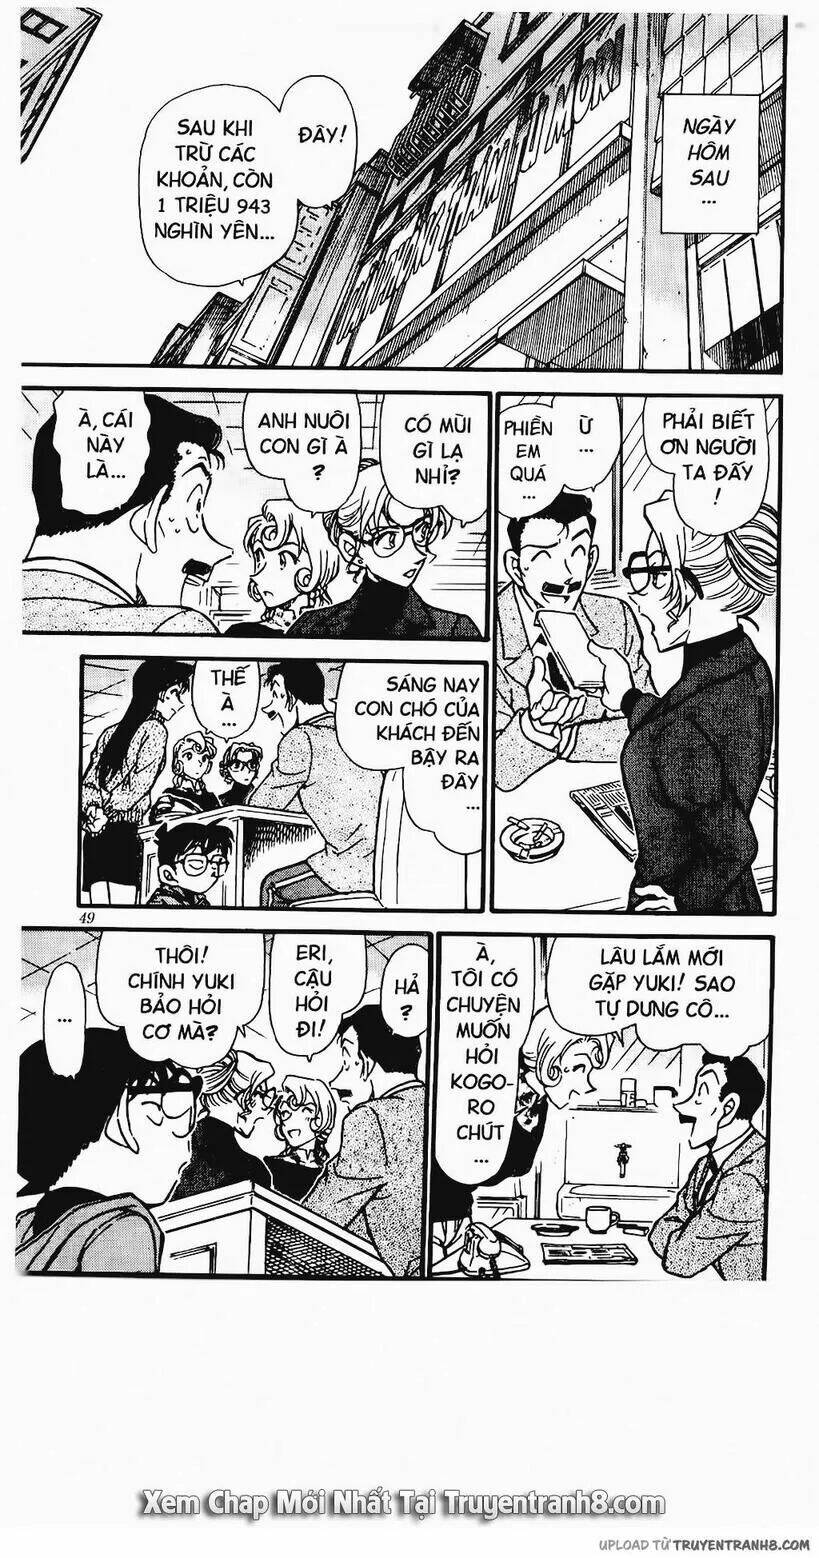 NGÀY
HÔM
SAU
...
ĐÂY!
SAU KHI
TRỪ CÁC
KHOẢN, CÒN
1 TRIỆU 943
NGHÌN YÊN...
PHẢI BIẾT
ƠN NGƯỜI
TA ĐẤY
!
Ừ
...
PHIỀN
EM
QUÁ
...
CÓ MÙI
GÌ LẠ
NHỈ?
ANH NUÔI
CON GÌ À
?
À, CÁI
NÀY
LÀ...
SÁNG NAY
CON CHÓ CỦA
KHÁCH ĐẾN
BẬY RA
ĐÂY
...
THẾ
À
...
49
LÂU LẮM MỚI
GẶP YUKI! SAO
TỰ DƯNG CÔ...
À,
TÔI CÓ
CHUYỆN
MUỐN
HỎI
KOGO-
RO
CHÚT
...
HẢ
?
ERI,
CẬU
HỎI
ĐI!
THÔI!
CHÍNH YUKI
BẢO HỎI
CƠ MÀ?
...
Xem Chap Mới Nhất Tại Truyentranh8.com
UPLOAD TỪ TRUYENTRANH8.COM